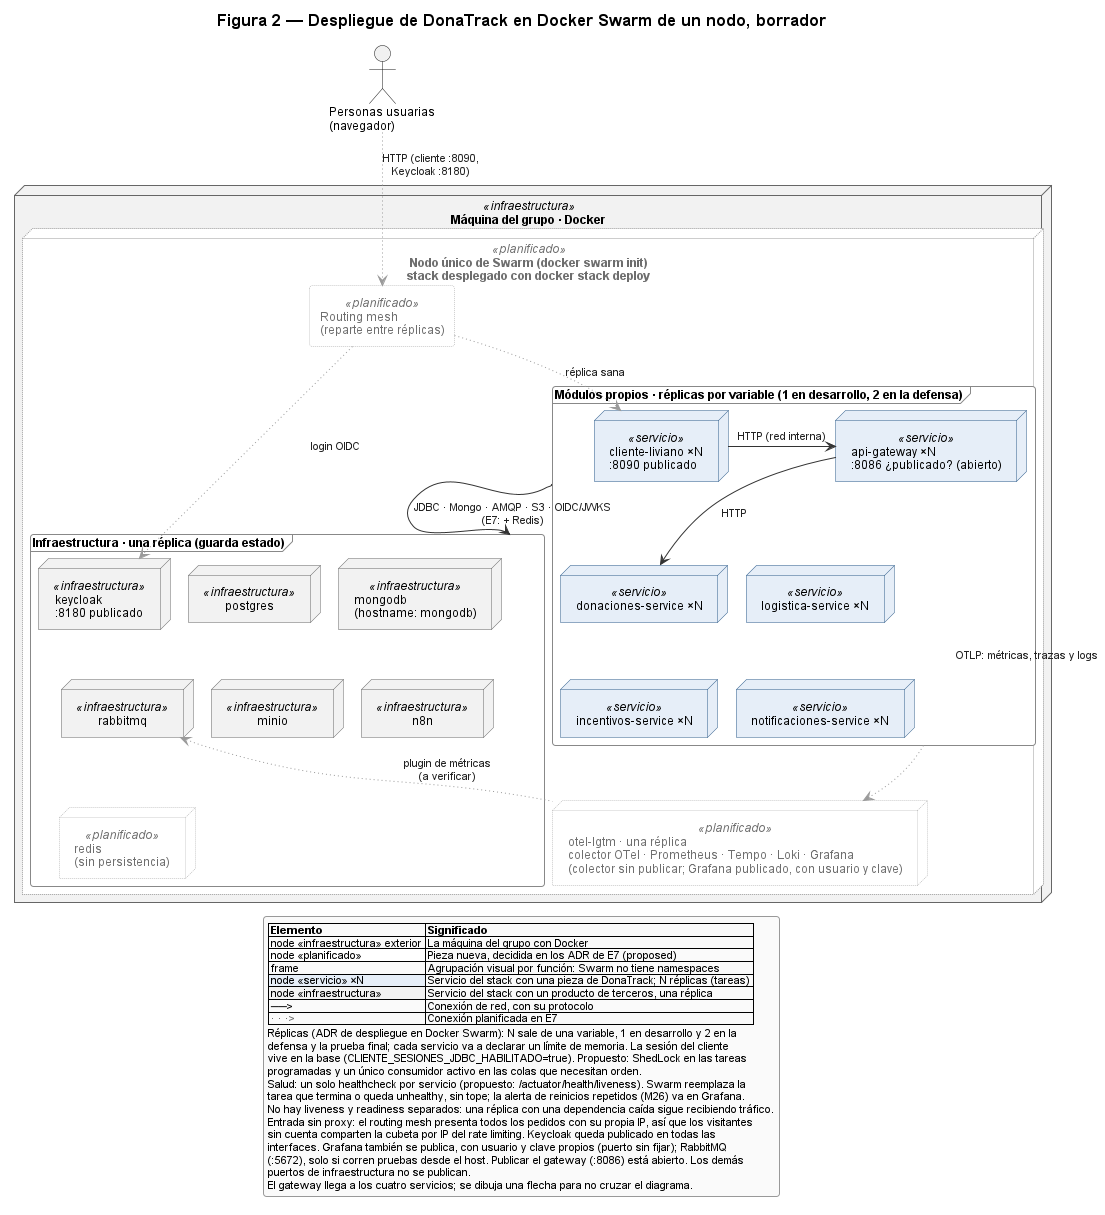 Figura 2 — Despliegue de DonaTrack en Docker Swarm de un nodo, borrador
Personas usuarias
(navegador)
HTTP (cliente :8090,
Keycloak :8180)
«infraestructura»
Máquina del grupo · Docker
«planificado»
Nodo único de Swarm (docker swarm init)
stack desplegado con docker stack deploy
«planificado»
Routing mesh
(reparte entre réplicas)
réplica sana
Módulos propios · réplicas por variable (1 en desarrollo, 2 en la defensa)
«servicio»
cliente-liviano ×N
:8090 publicado
HTTP (red interna)
«servicio»
api-gateway ×N
:8086 ¿publicado? (abierto)
login OIDC
JDBC · Mongo · AMQP · S3 · OIDC/JWKS
(E7: + Redis)
HTTP
Infraestructura · una réplica (guarda estado)
«infraestructura»
keycloak
:8180 publicado
«infraestructura»
postgres
«infraestructura»
mongodb
(hostname: mongodb)
«servicio»
donaciones-service ×N
«servicio»
logistica-service ×N
OTLP: métricas, trazas y logs
«infraestructura»
rabbitmq
«infraestructura»
minio
«infraestructura»
n8n
«servicio»
incentivos-service ×N
«servicio»
notificaciones-service ×N
plugin de métricas
(a verificar)
«planificado»
redis
(sin persistencia)
«planificado»
otel-lgtm · una réplica
colector OTel · Prometheus · Tempo · Loki · Grafana
(colector sin publicar; Grafana publicado, con usuario y clave)
Elemento Significado
node «infraestructura» exterior La máquina del grupo con Docker
node «planificado» Pieza nueva, decidida en los ADR de E7 (proposed)
frame Agrupación visual por función: Swarm no tiene namespaces
node «servicio» ×N Servicio del stack con una pieza de DonaTrack; N réplicas (tareas)
node «infraestructura» Servicio del stack con un producto de terceros, una réplica
──> Conexión de red, con su protocolo
· · ·> Conexión planificada en E7
Réplicas (ADR de despliegue en Docker Swarm): N sale de una variable, 1 en desarrollo y 2 en la
defensa y la prueba final; cada servicio va a declarar un límite de memoria. La sesión del cliente
vive en la base (CLIENTE_SESIONES_JDBC_HABILITADO=true). Propuesto: ShedLock en las tareas
programadas y un único consumidor activo en las colas que necesitan orden.
Salud: un solo healthcheck por servicio (propuesto: /actuator/health/liveness). Swarm reemplaza la
tarea que termina o queda unhealthy, sin tope; la alerta de reinicios repetidos (M26) va en Grafana.
No hay liveness y readiness separados: una réplica con una dependencia caída sigue recibiendo tráfico.
Entrada sin proxy: el routing mesh presenta todos los pedidos con su propia IP, así que los visitantes
sin cuenta comparten la cubeta por IP del rate limiting. Keycloak queda publicado en todas las
interfaces. Grafana también se publica, con usuario y clave propios (puerto sin fijar); RabbitMQ
(:5672), solo si corren pruebas desde el host. Publicar el gateway (:8086) está abierto. Los demás
puertos de infraestructura no se publican.
El gateway llega a los cuatro servicios; se dibuja una flecha para no cruzar el diagrama.